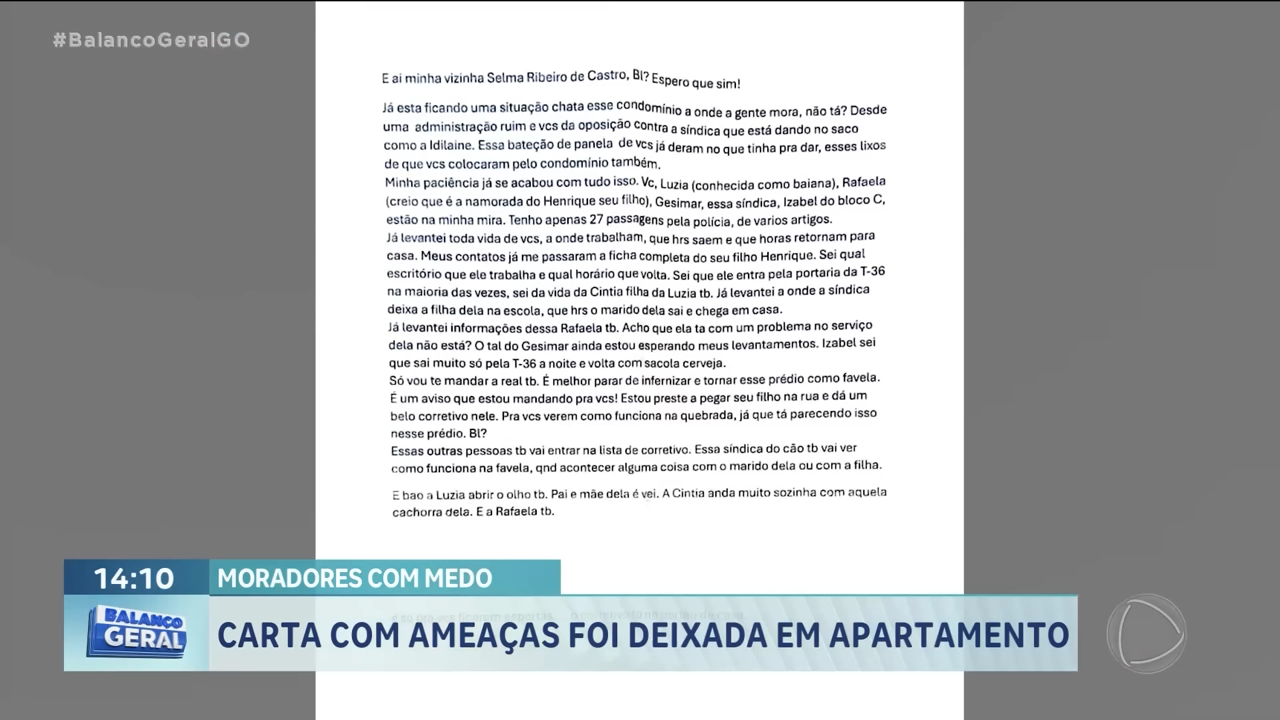 #BalancoGeralGO
E ai minha vizinha Selma Ribeiro de Castro, Bl? Espero que sim!
Já esta ficando uma situação chata esse condomínio a onde a gente mora, não tá? Desde
uma administração ruim e vcs da oposição contra a síndica que está dando no saco
como a Idilaine. Essa bateção de panela de vcs já deram no que tinha pra dar, esses lixos
de que vcs colocaram pelo condomínio também.
Minha paciência já se acabou com tudo isso. Vc, Luzia (conhecida como baiana), Rafaela
(creio que é a namorada do Henrique seu filho), Gesimar, essa síndica, Izabel do bloco C,
estão na minha mira. Tenho apenas 27 passagens pela polícia, de varios artigos.
Já levantei toda vida de vcs, a onde trabalham, que hrs saem e que horas retornam para
casa. Meus contatos já me passaram a ficha completa do seu filho Henrique. Sei qual
escritório que ele trabalha e qual horário que volta. Sei que ele entra pela portaria da T-36
na maioria das vezes, sei da vida da Cintia filha da Luzia tb. Já levantei a onde a síndica
deixa a filha dela na escola, que hrs o marido dela sai e chega em casa.
Já levantei informações dessa Rafaela tb. Acho que ela ta com um problema no serviço
dela não está? O tal do Gesimar ainda estou esperando meus levantamentos. Izabel sei
que sai muito só pela T-36 a noite e volta com sacola cerveja.
Só vou te mandar a real tb. É melhor parar de infernizar e tornar esse prédio como favela.
É um aviso que estou mandando pra vcs! Estou preste a pegar seu filho na rua e dá um
belo corretivo nele. Pra vcs verem como funciona na quebrada, já que tá parecendo isso
nesse prédio. Bl?
Essas outras pessoas tb vai entrar na lista de corretivo. Essa síndica do cão tb vai ver
como funciona na favela, qnd acontecer alguma coisa com o marido dela ou com a filha.
E bao a Luzia abrir o olho tb. Pai e mãe dela é vei. A Cintia anda muito sozinha com aquela
cachorra dela. E a Rafaela tb.
14:10 MORADORES COM MEDO
BALANÇO
GERAL
CARTA COM AMEAÇAS FOI DEIXADA EM APARTAMENTO